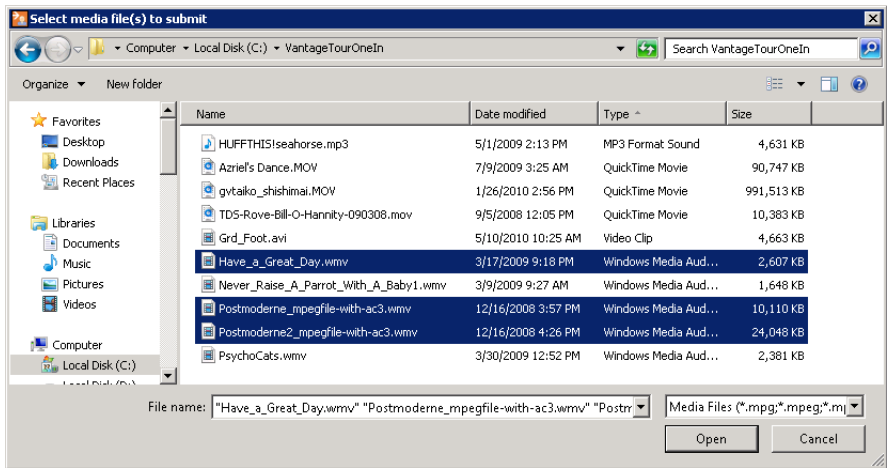 Select media file(s) to submit
Computer Local Disk (C:) VantageTourOneIn Search VantageTourOneIn
Organize New folder
Favorites
Desktop
Downloads
Recent Places
Libraries
Documents
Music
Pictures
Videos
Computer
Local Disk (C:)
Local Disk (D:)
Name Date modified Type Size
HUFFTHIS!seahorse.mp3 5/1/2009 2:13 PM MP3 Format Sound 4,631 KB
Azriel's Dance.MOV 7/9/2009 3:25 AM QuickTime Movie 90,747 KB
gvtaiko_shishimai.MOV 1/26/2010 2:56 PM QuickTime Movie 991,513 KB
TDS-Rove-Bill-O-Hannity-090308.mov 9/5/2008 12:05 PM QuickTime Movie 10,383 KB
Grd_Foot.avi 5/10/2010 10:25 AM Video Clip 4,663 KB
Have_a_Great_Day.wmv 3/17/2009 9:18 PM Windows Media Aud... 2,607 KB
Never_Raise_A_Parrot_With_A_Baby1.wmv 3/9/2009 9:27 AM Windows Media Aud... 1,648 KB
Postmoderne_mpegfile-with-ac3.wmv 12/16/2008 3:57 PM Windows Media Aud... 10,110 KB
Postmoderne2_mpegfile-with-ac3.wmv 12/16/2008 4:26 PM Windows Media Aud... 24,048 KB
PsychoCats.wmv 3/30/2009 12:52 PM Windows Media Aud... 2,381 KB
File name: "Have_a_Great_Day.wmv" "Postmoderne_mpegfile-with-ac3.wmv" "Postm Media Files (*.mpg;*.mpeg;*.mp
Open Cancel